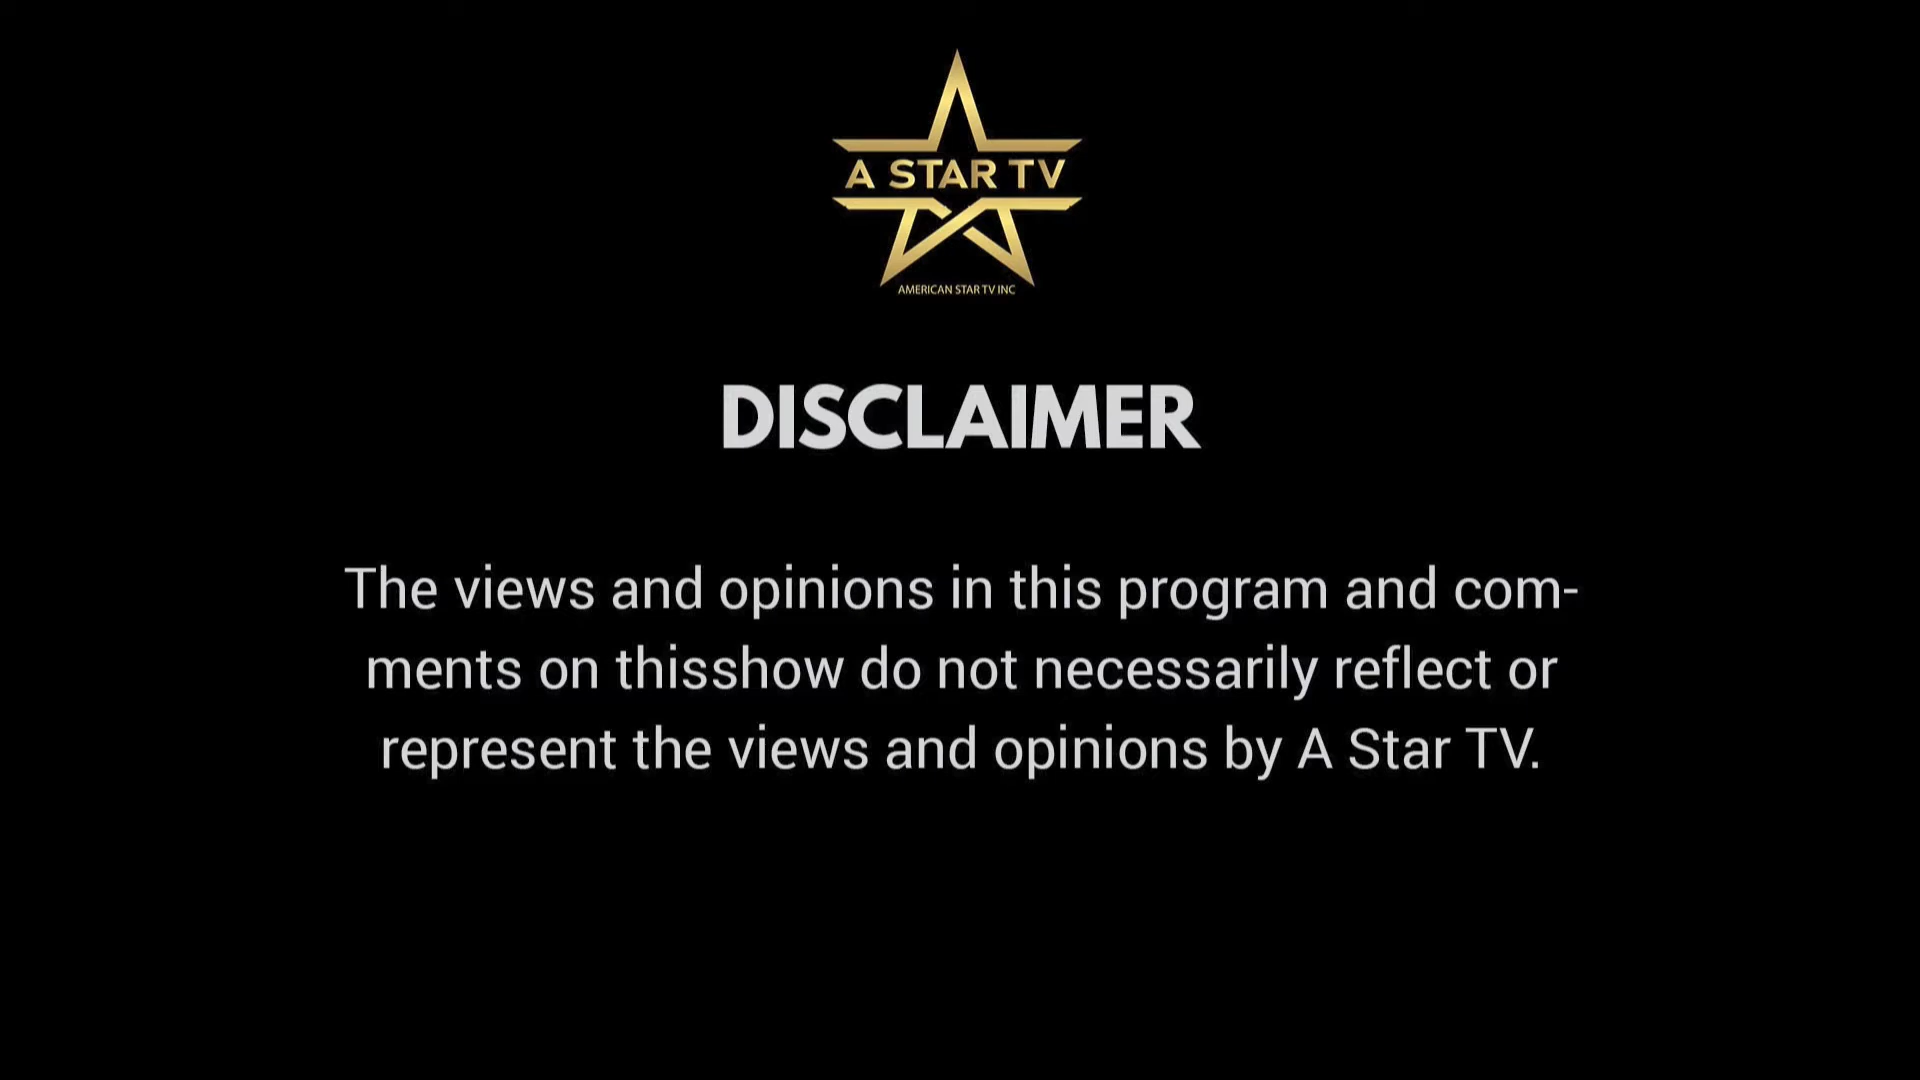 A STAR TV
AMERICAN STAR TV INC
DISCLAIMER
The views and opinions in this program and com-
ments on thisshow do not necessarily reflect or
represent the views and opinions by A Star TV.